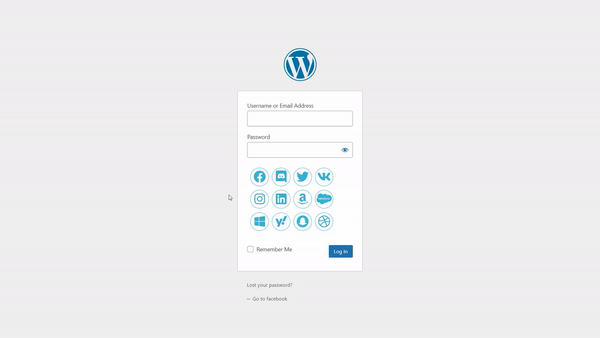 Username or Email Address
Password
Remember Me
Log In
Lost your password?
← Go to facebook